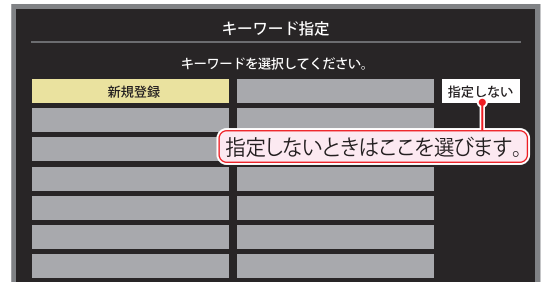 キーワード指定
キーワードを選択してください。
新規登録
指定しない
指定しないときはここを選びます。